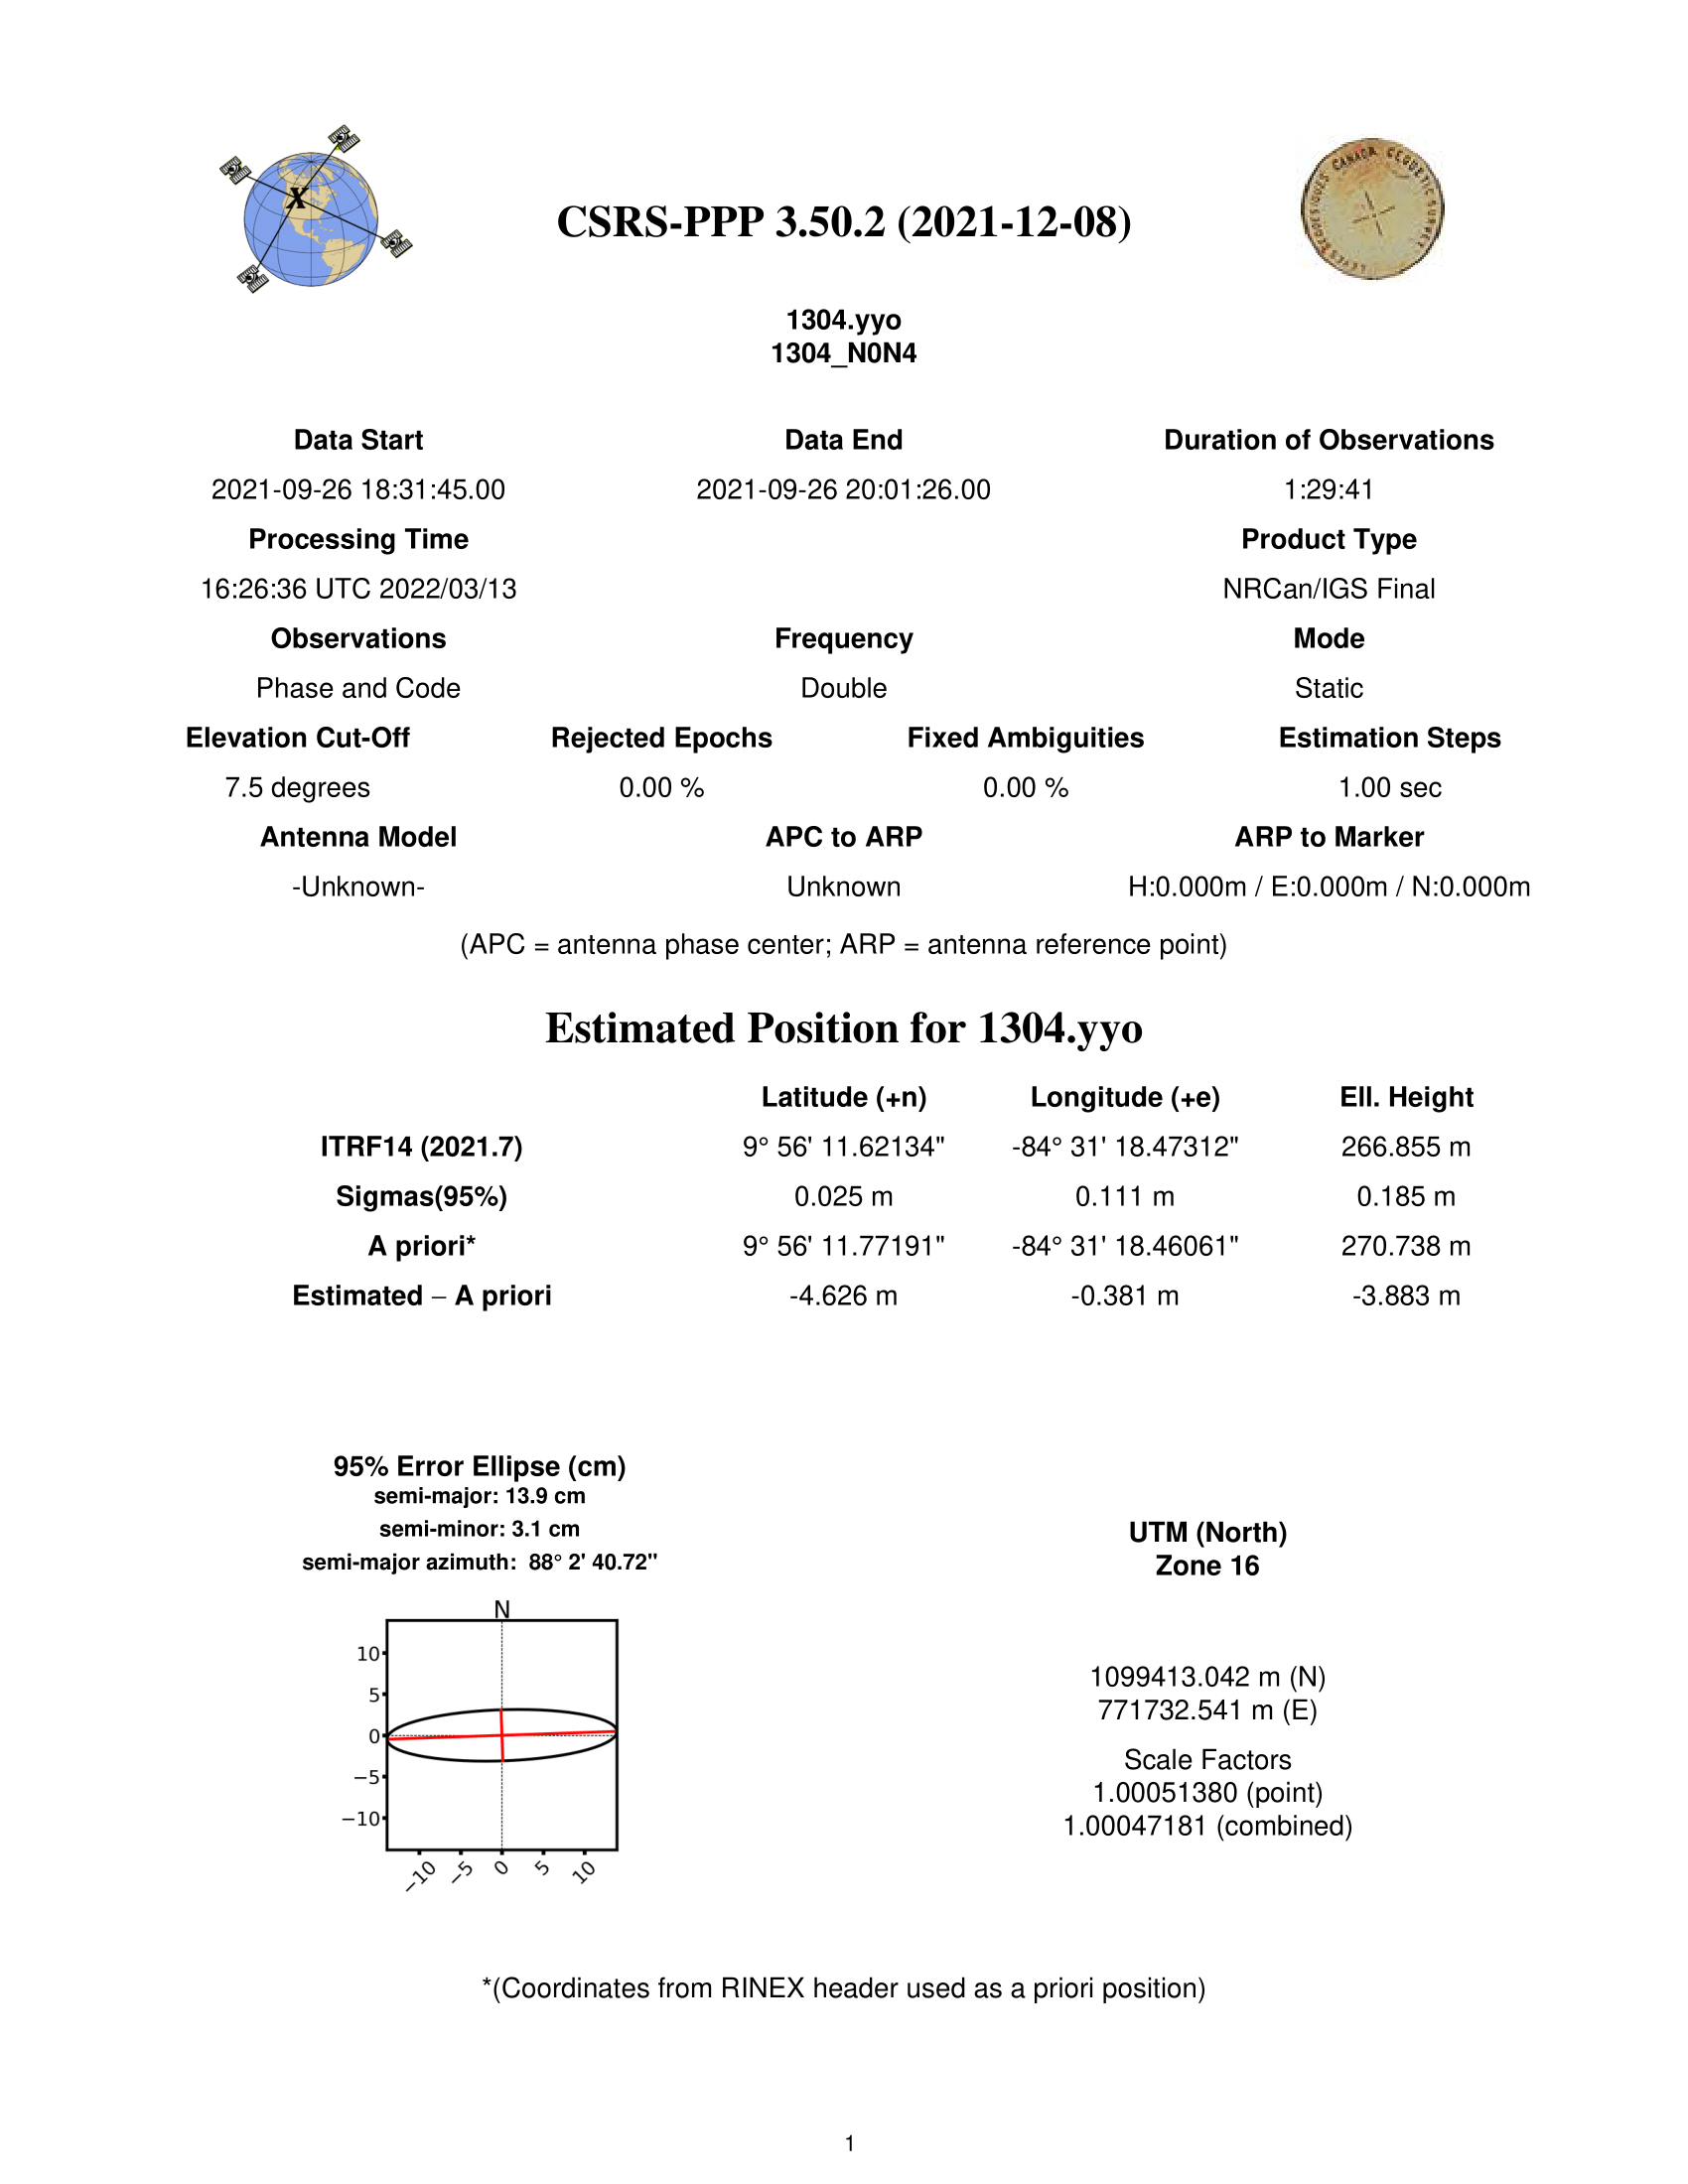 X
CANADA GEODETIC SURVEY
CSRS-PPP 3.50.2 (2021-12-08)
1304.yyo
1304_N0N4
Data Start Data End Duration of Observations
2021-09-26 18:31:45.00 2021-09-26 20:01:26.00 1:29:41
Processing Time Product Type
16:26:36 UTC 2022/03/13 NRCan/IGS Final
Observations Frequency Mode
Phase and Code Double Static
Elevation Cut-Off Rejected Epochs Fixed Ambiguities Estimation Steps
7.5 degrees 0.00 % 0.00 % 1.00 sec
Antenna Model APC to ARP ARP to Marker
-Unknown- Unknown H:0.000m / E:0.000m / N:0.000m
(APC = antenna phase center; ARP = antenna reference point)
Estimated Position for 1304.yyo
Latitude (+n) Longitude (+e) Ell. Height
ITRF14 (2021.7) 9° 56' 11.62134" -84° 31' 18.47312" 266.855 m
Sigmas(95%) 0.025 m 0.111 m 0.185 m
A priori* 9° 56' 11.77191" -84° 31' 18.46061" 270.738 m
Estimated – A priori -4.626 m -0.381 m -3.883 m
95% Error Ellipse (cm)
semi-major: 13.9 cm
semi-minor: 3.1 cm
semi-major azimuth: 88° 2' 40.72"
N
10
5
0
−5
−10
−10 −5 0 5 10
UTM (North)
Zone 16
1099413.042 m (N)
771732.541 m (E)
Scale Factors
1.00051380 (point)
1.00047181 (combined)
*(Coordinates from RINEX header used as a priori position)
1